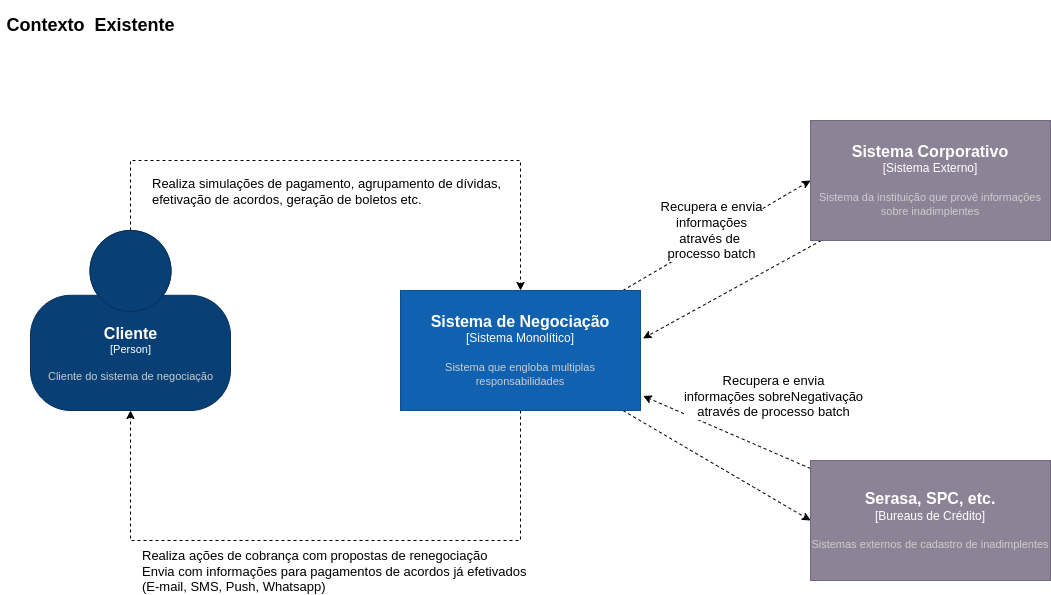 Contexto  Existente
Realiza simulações de pagamento, agrupamento de dívidas,
efetivação de acordos, geração de boletos etc.
Cliente
[Person]
Cliente do sistema de negociação
Sistema de Negociação
[Sistema Monolítico]
Sistema que engloba multiplas
responsabilidades
Recupera e envia
informações
através de
processo batch
Sistema Corporativo
[Sistema Externo]
Sistema da instituição que provê informações
sobre inadimplentes
Recupera e envia
informações sobreNegativação
através de processo batch
Serasa, SPC, etc.
[Bureaus de Crédito]
Sistemas externos de cadastro de inadimplentes
Realiza ações de cobrança com propostas de renegociação
Envia com informações para pagamentos de acordos já efetivados
(E-mail, SMS, Push, Whatsapp)